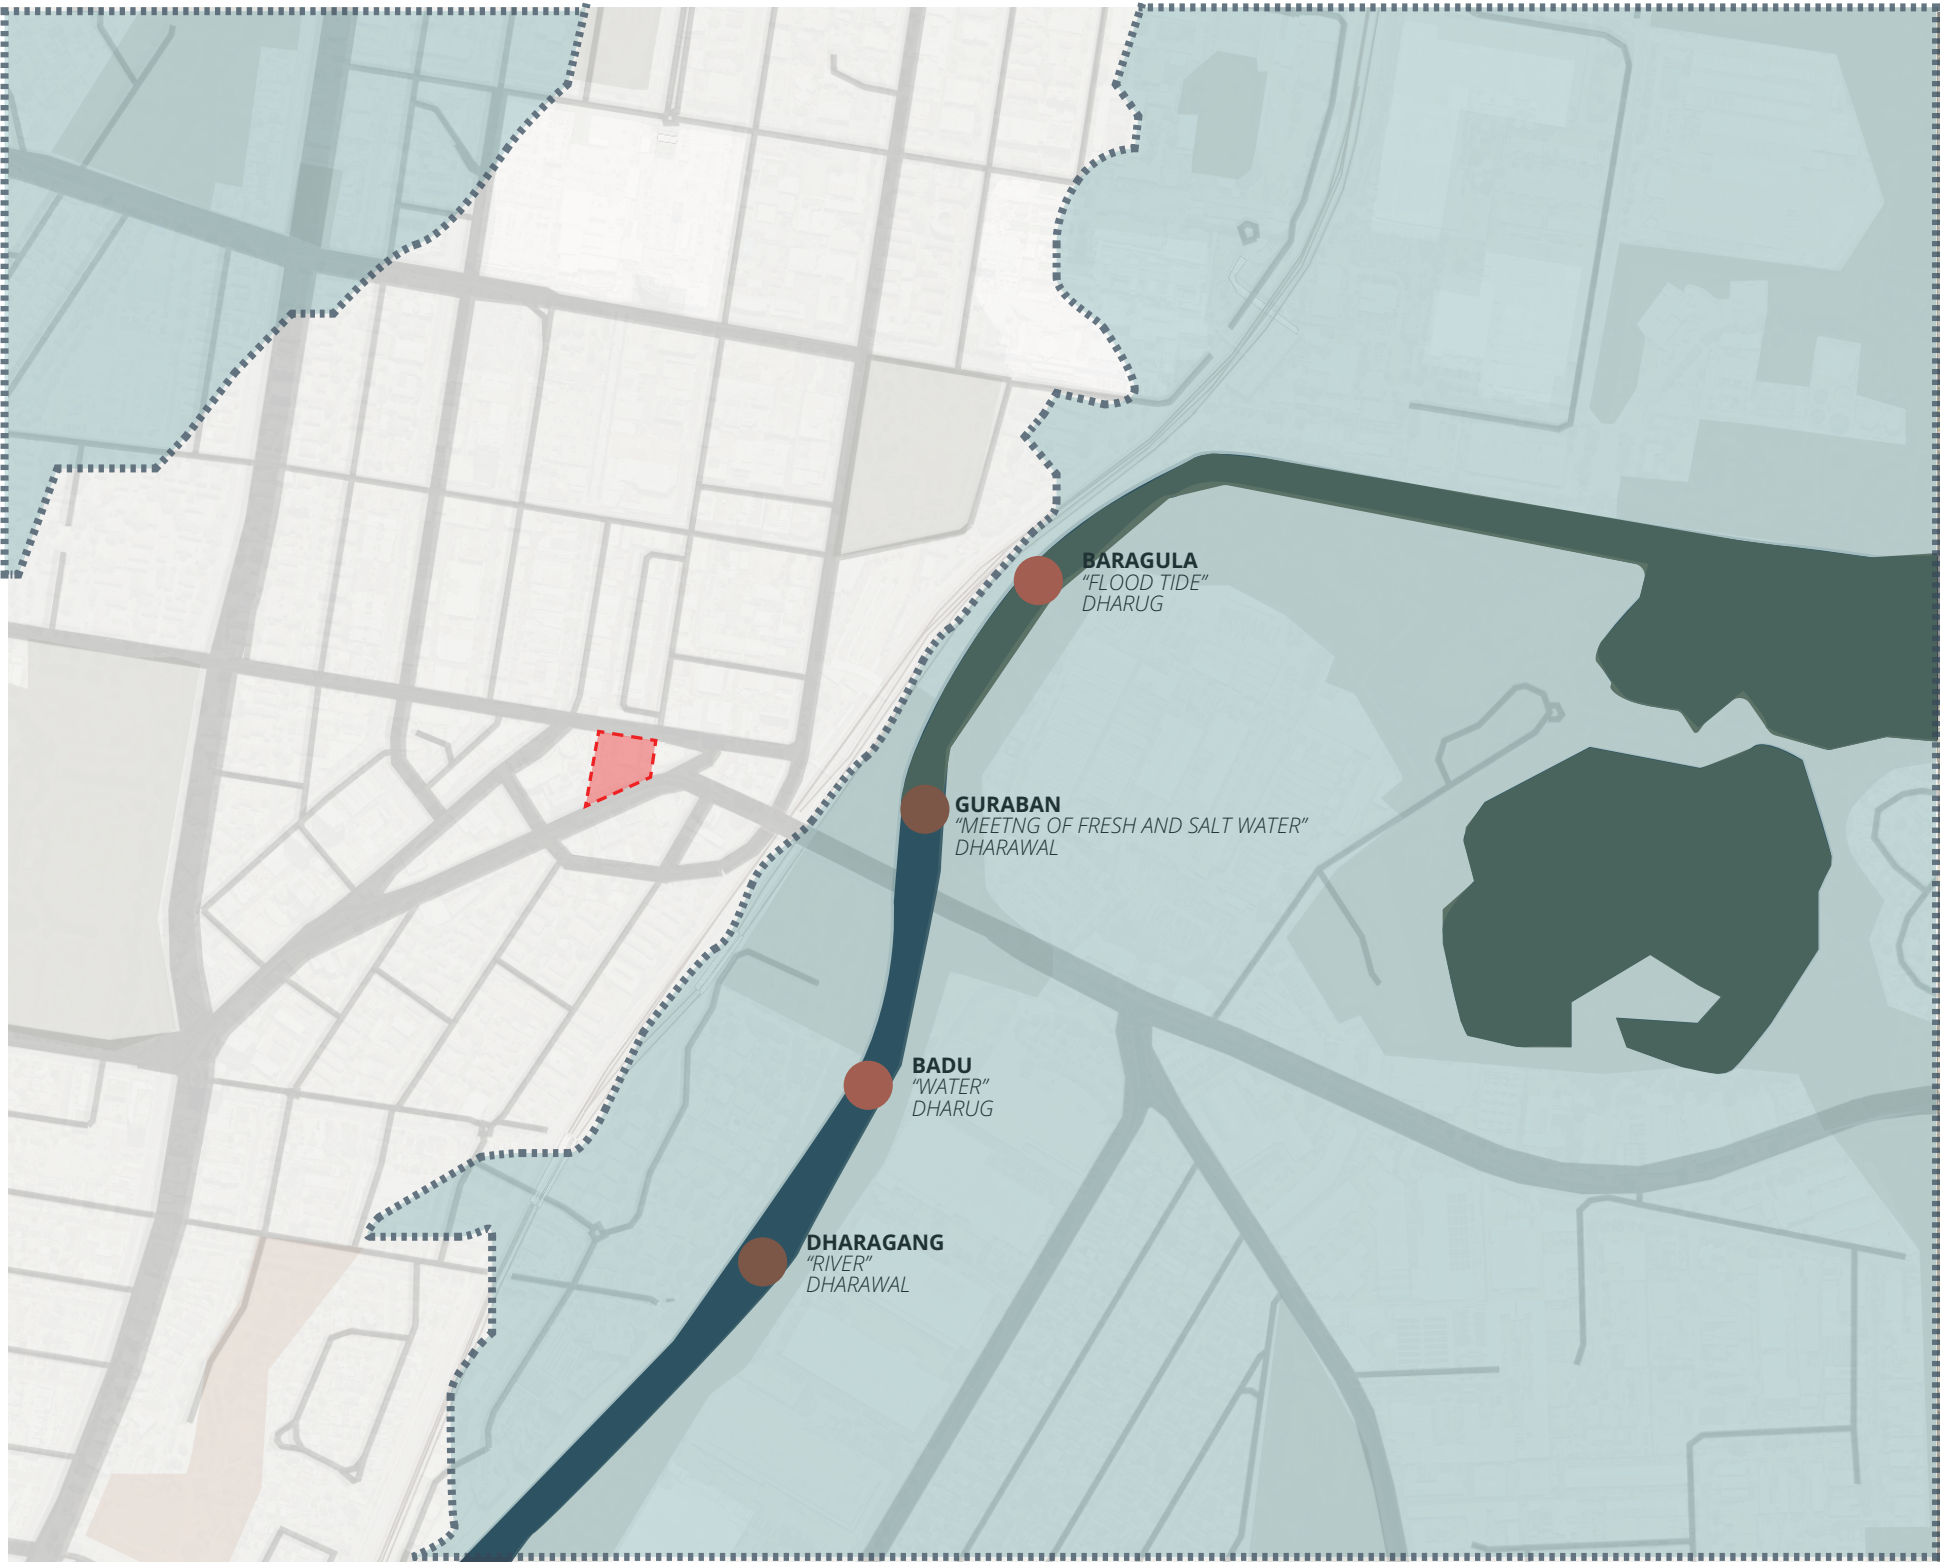 BARAGULA
“FLOOD TIDE”
DHARUG
GURABAN
“MEETNG OF FRESH AND SALT WATER”
DHARAWAL
BADU
“WATER”
DHARUG
DHARAGANG
“RIVER”
DHARAWAL